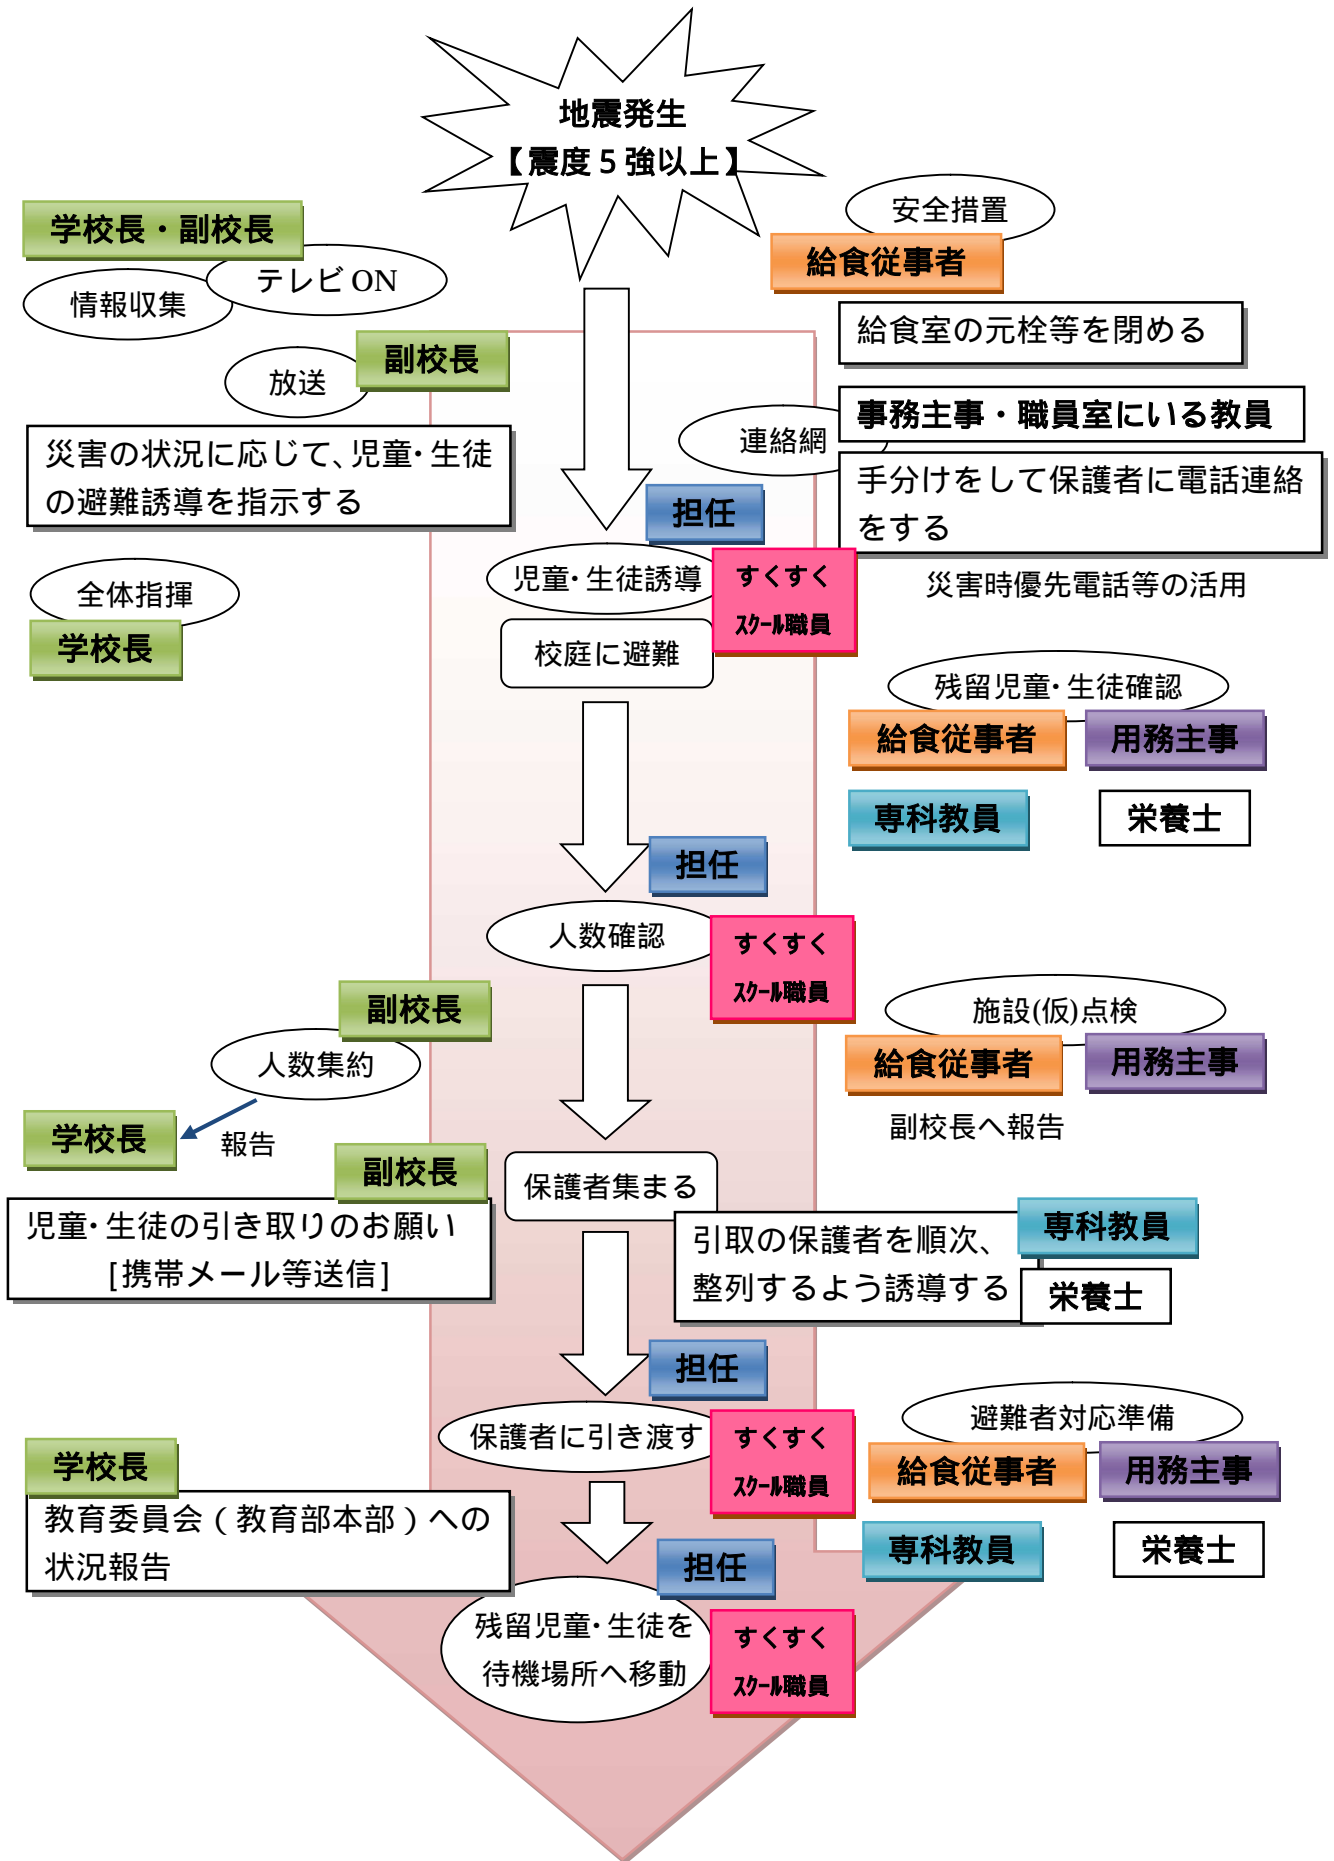 地震発生
【震度５強以上】
安全措置
学校長・副校長
給食従事者
テレビON
情報収集
給食室の元栓等を閉める
副校長
放送
事務主事・職員室にいる教員
連絡網
災害の状況に応じて、児童・生徒
の避難誘導を指示する
手分けをして保護者に電話連絡
をする
担任
児童・生徒誘導
すくすく
ｽｸｰﾙ職員
災害時優先電話等の活用
全体指揮
学校長
校庭に避難
残留児童・生徒確認
給食従事者
用務主事
専科教員
栄養士
担任
人数確認
すくすく
ｽｸｰﾙ職員
副校長
人数集約
施設(仮)点検
給食従事者
用務主事
副校長へ報告
学校長
報告
副校長
保護者集まる
児童・生徒の引き取りのお願い
[携帯メール等送信]
引取の保護者を順次、
整列するよう誘導する
専科教員
栄養士
担任
保護者に引き渡す
すくすく
ｽｸｰﾙ職員
避難者対応準備
給食従事者
用務主事
専科教員
栄養士
学校長
教育委員会（教育部本部）への
状況報告
担任
残留児童・生徒を
待機場所へ移動
すくすく
ｽｸｰﾙ職員